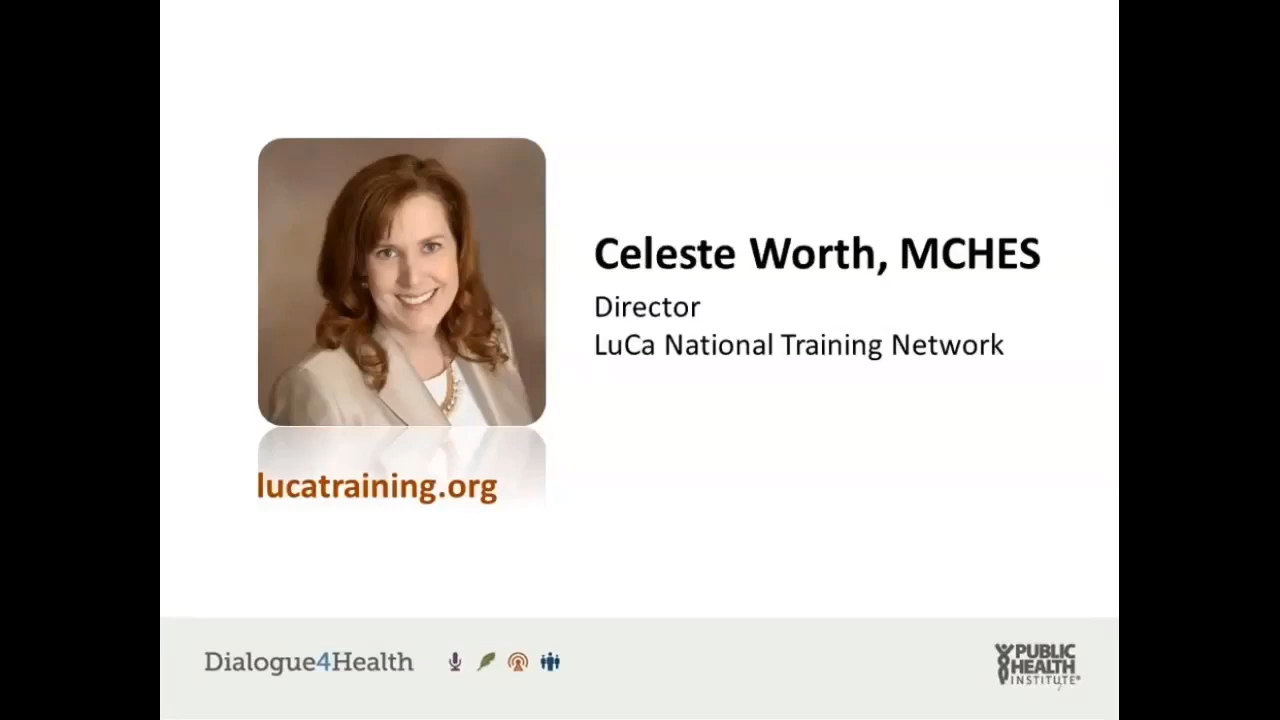 Celeste Worth, MCHES
Director
LuCa National Training Network
lucatraining.org
Dialogue4Health
PUBLIC
HEALTH
INSTITUTE®